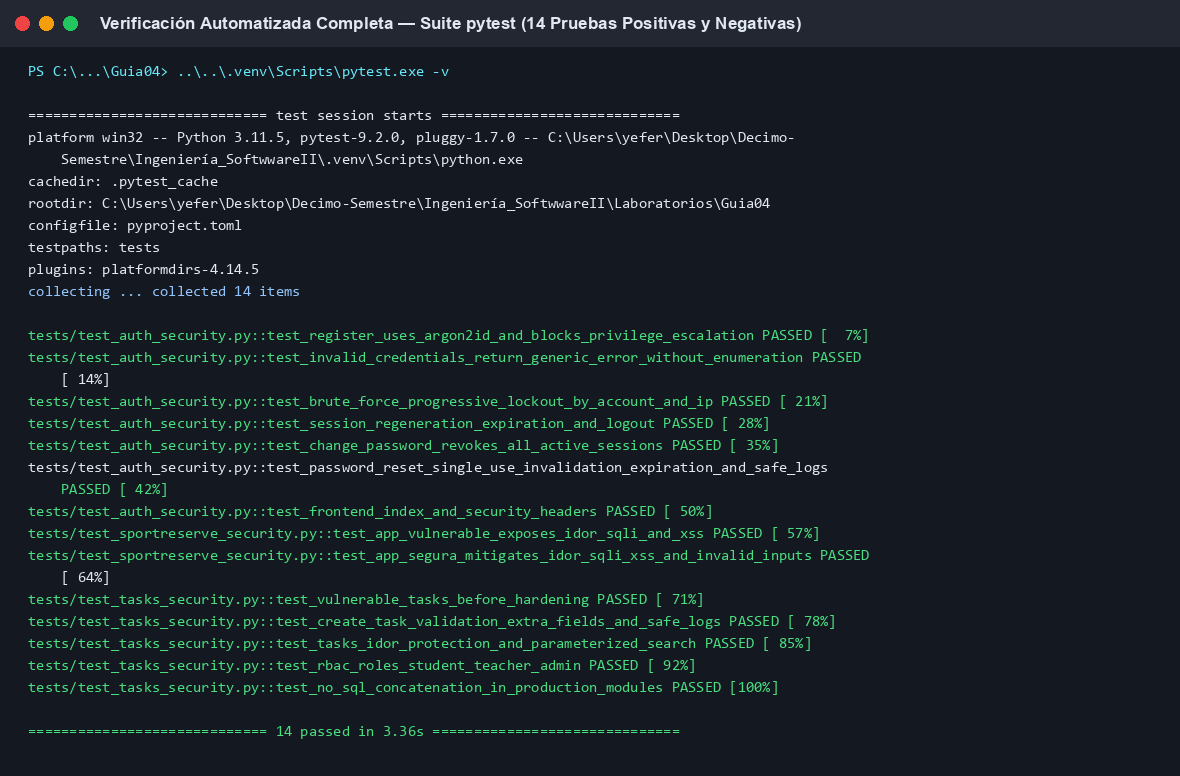 Verificación Automatizada Completa — Suite pytest (14 Pruebas Positivas y Negativas)
PS C:\...\Guia04> ..\..\.venv\Scripts\pytest.exe -v
============================= test session starts =============================
platform win32 -- Python 3.11.5, pytest-9.2.0, pluggy-1.7.0 -- C:\Users\yefer\Desktop\Decimo-
Semestre\Ingeniería_SoftwwareII\.venv\Scripts\python.exe
cachedir: .pytest_cache
rootdir: C:\Users\yefer\Desktop\Decimo-Semestre\Ingeniería_SoftwwareII\Laboratorios\Guia04
configfile: pyproject.toml
testpaths: tests
plugins: platformdirs-4.14.5
collecting ... collected 14 items
tests/test_auth_security.py::test_register_uses_argon2id_and_blocks_privilege_escalation PASSED [  7%]
tests/test_auth_security.py::test_invalid_credentials_return_generic_error_without_enumeration PASSED
[ 14%]
tests/test_auth_security.py::test_brute_force_progressive_lockout_by_account_and_ip PASSED [ 21%]
tests/test_auth_security.py::test_session_regeneration_expiration_and_logout PASSED [ 28%]
tests/test_auth_security.py::test_change_password_revokes_all_active_sessions PASSED [ 35%]
tests/test_auth_security.py::test_password_reset_single_use_invalidation_expiration_and_safe_logs
PASSED [ 42%]
tests/test_auth_security.py::test_frontend_index_and_security_headers PASSED [ 50%]
tests/test_sportreserve_security.py::test_app_vulnerable_exposes_idor_sqli_and_xss PASSED [ 57%]
tests/test_sportreserve_security.py::test_app_segura_mitigates_idor_sqli_xss_and_invalid_inputs PASSED
[ 64%]
tests/test_tasks_security.py::test_vulnerable_tasks_before_hardening PASSED [ 71%]
tests/test_tasks_security.py::test_create_task_validation_extra_fields_and_safe_logs PASSED [ 78%]
tests/test_tasks_security.py::test_tasks_idor_protection_and_parameterized_search PASSED [ 85%]
tests/test_tasks_security.py::test_rbac_roles_student_teacher_admin PASSED [ 92%]
tests/test_tasks_security.py::test_no_sql_concatenation_in_production_modules PASSED [100%]
============================= 14 passed in 3.36s ==============================